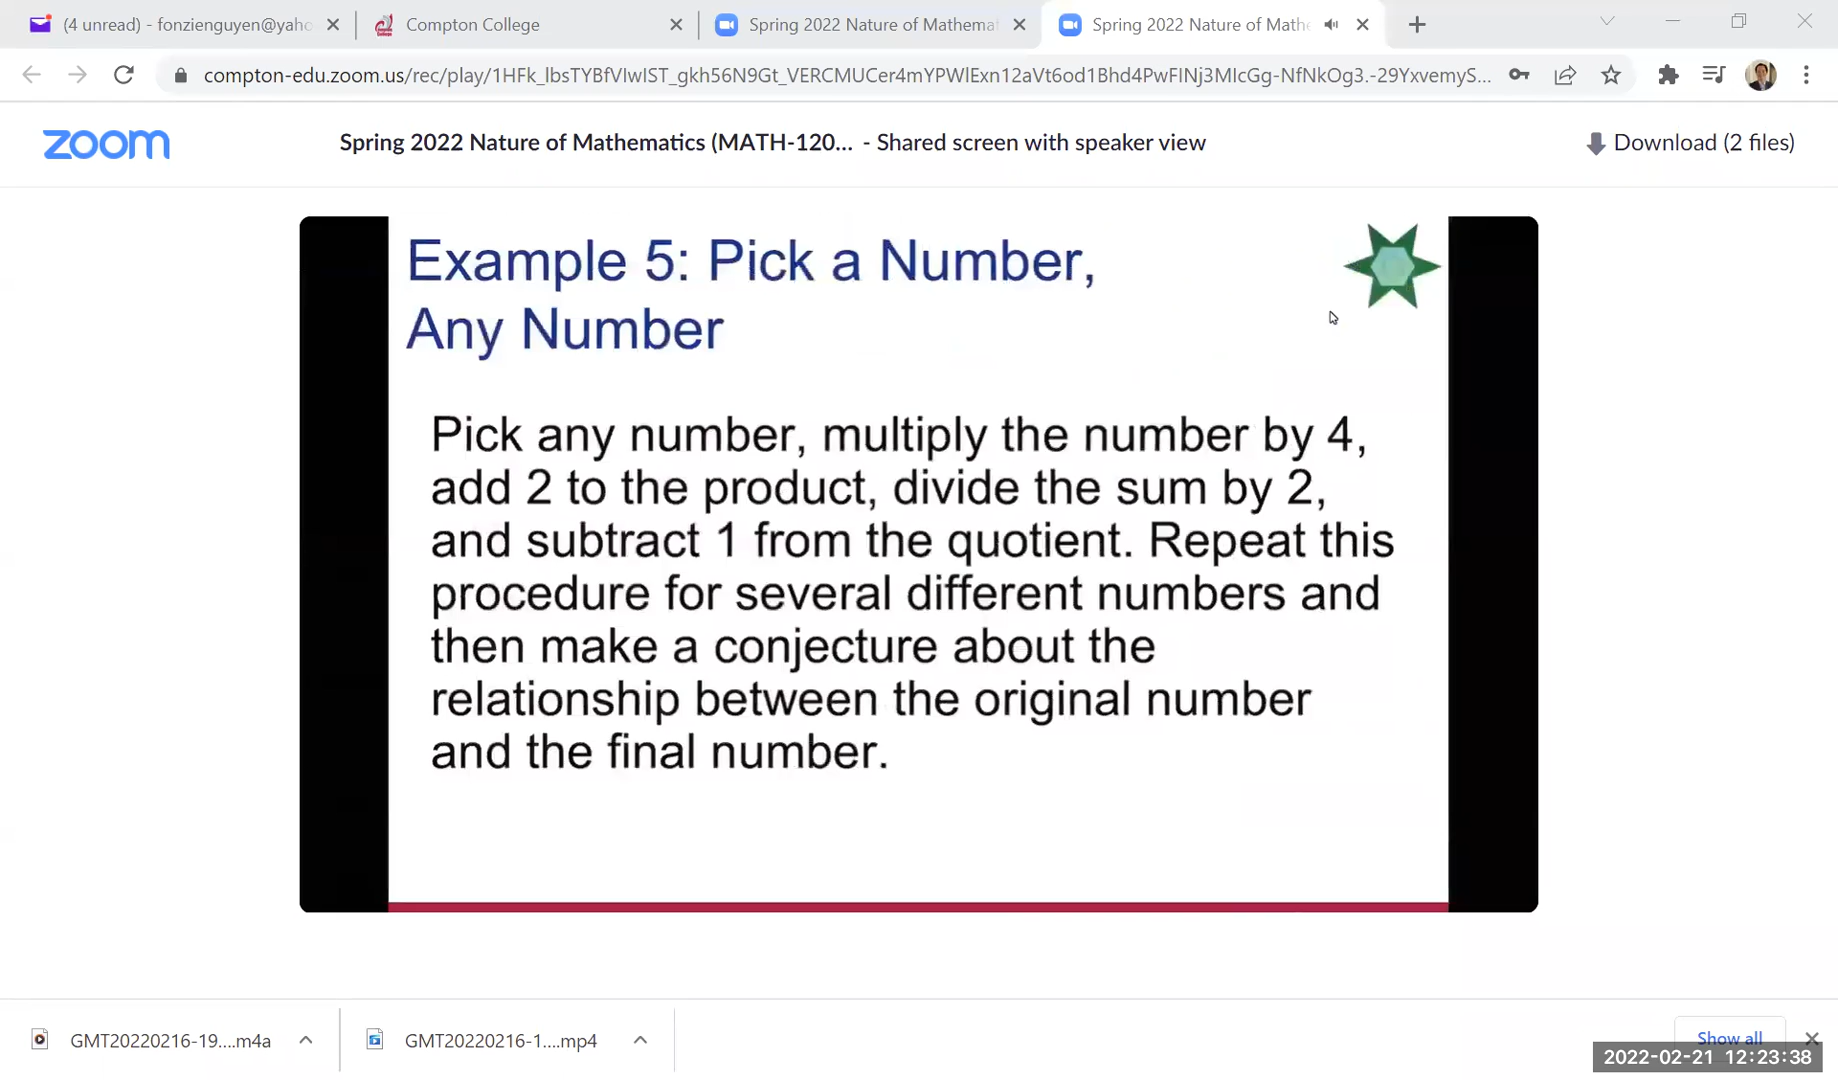 (4 unread) - fonzienguyen@yaho
Compton College
Spring 2022 Nature of Mathemat
Spring 2022 Nature of Mathe
compton-edu.zoom.us/rec/play/1HFk_lbsTYBfVIwIST_gkh56N9Gt_VERCMUCer4mYPWlExn12aVt6od1Bhd4PwFINj3MIcGg-NfNkOg3.-29YxvemyS...
zoom
Spring 2022 Nature of Mathematics (MATH-120... - Shared screen with speaker view
Download (2 files)
Example 5: Pick a Number,
Any Number
Pick any number, multiply the number by 4,
add 2 to the product, divide the sum by 2,
and subtract 1 from the quotient. Repeat this
procedure for several different numbers and
then make a conjecture about the
relationship between the original number
and the final number.
GMT20220216-19....m4a
GMT20220216-1....mp4
Show all
2022-02-21 12:23:38